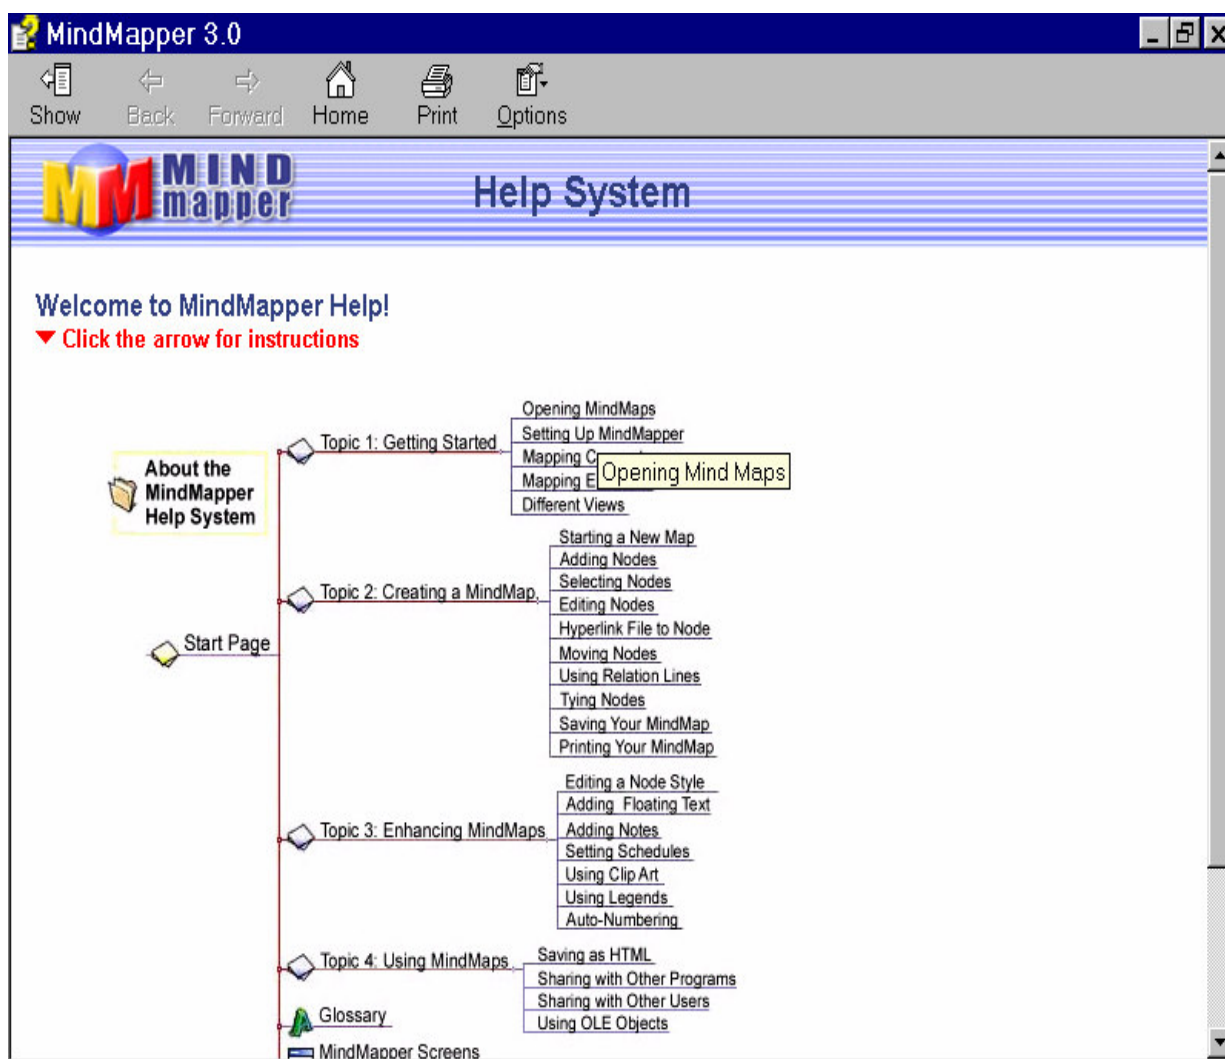 MindMapper 3.0
Show Back Forward Home Print Options
MM MIND mapper
Help System
Welcome to MindMapper Help!
Click the arrow for instructions
About the
MindMapper
Help System
Start Page
Topic 1: Getting Started
Opening MindMaps
Setting Up MindMapper
Mapping
Mapping
Opening Mind Maps
Different Views
Topic 2: Creating a MindMap
Starting a New Map
Adding Nodes
Selecting Nodes
Editing Nodes
Hyperlink File to Node
Moving Nodes
Using Relation Lines
Tying Nodes
Saving Your MindMap
Printing Your MindMap
Topic 3: Enhancing MindMaps
Editing a Node Style
Adding Floating Text
Adding Notes
Setting Schedules
Using Clip Art
Using Legends
Auto-Numbering
Topic 4: Using MindMaps
Saving as HTML
Sharing with Other Programs
Sharing with Other Users
Using OLE Objects
Glossary
MindMapper Screens